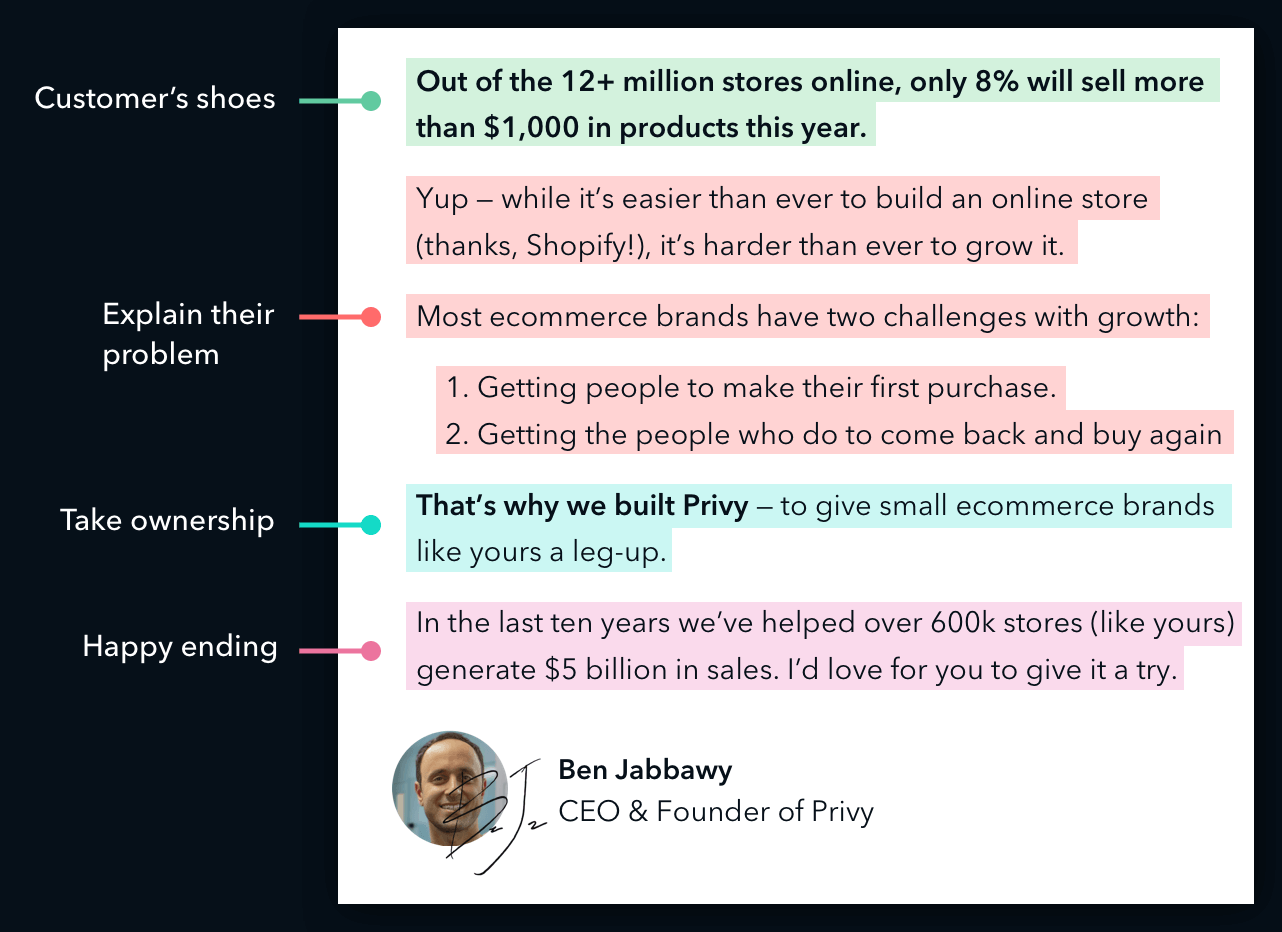 Customer's shoes
Out of the 12+ million stores online, only 8% will sell more
than $1,000 in products this year.
Yup – while it's easier than ever to build an online store
(thanks, Shopify!), it's harder than ever to grow it.
Explain their
problem
Most ecommerce brands have two challenges with growth:
1. Getting people to make their first purchase.
2. Getting the people who do to come back and buy again
Take ownership
That's why we built Privy – to give small ecommerce brands
like yours a leg-up.
Happy ending
In the last ten years we've helped over 600k stores (like yours)
generate $5 billion in sales. I'd love for you to give it a try.
Ben Jabbawy
CEO & Founder of Privy